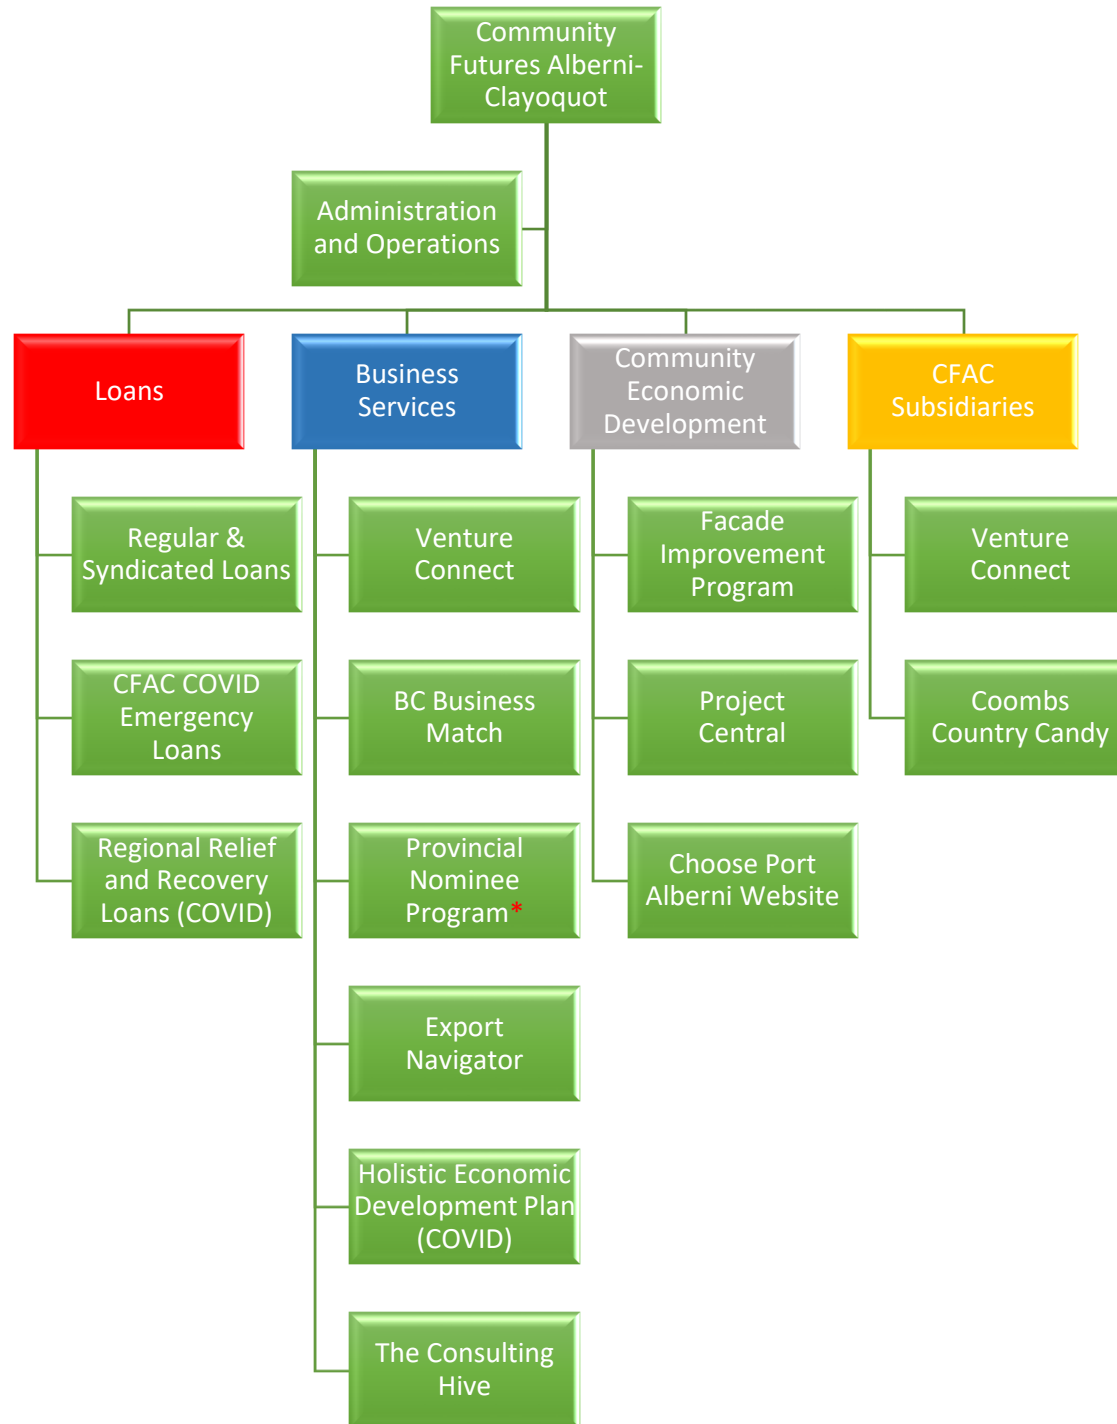 Community
Futures Alberni-
Clayoquot
Administration
and Operations
Loans
Business
Services
Community
Economic
Development
CFAC
Subsidiaries
Regular &
Syndicated Loans
CFAC COVID
Emergency
Loans
Regional Relief
and Recovery
Loans (COVID)
Venture
Connect
BC Business
Match
Provincial
Nominee
Program*
Export
Navigator
Holistic Economic
Development Plan
(COVID)
The Consulting
Hive
Facade
Improvement
Program
Project
Central
Choose Port
Alberni Website
Venture
Connect
Coombs
Country Candy